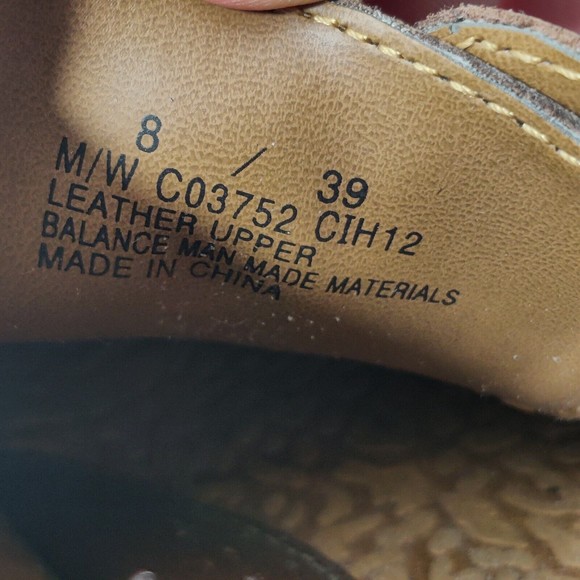 8 / 39
M/W C03752 CIH12
LEATHER UPPER
BALANCE MAN MADE MATERIALS
MADE IN CHINA